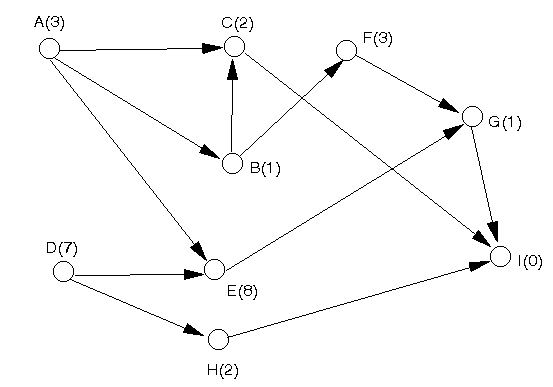 A(3)
C(2)
F(3)
G(1)
B(1)
D(7)
E(8)
I(0)
H(2)